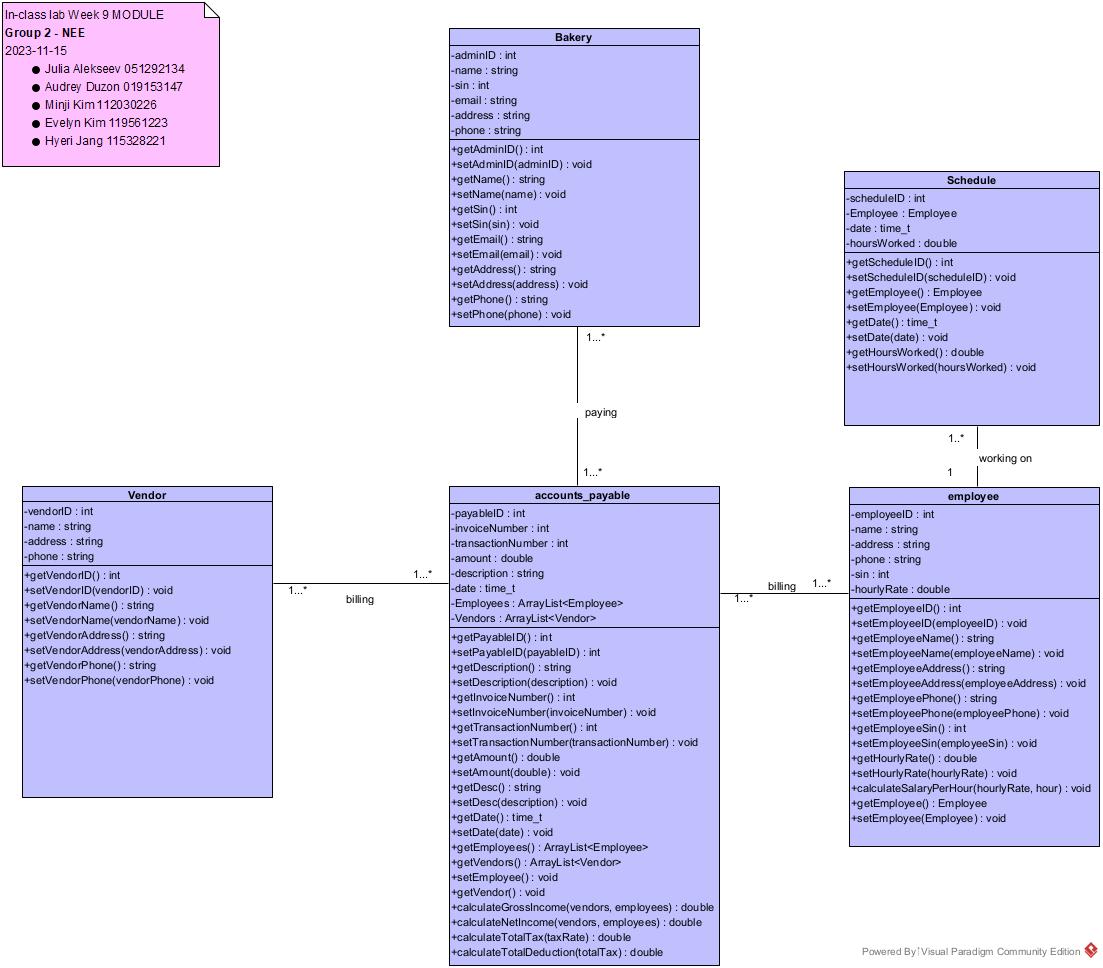 In-class lab Week 9 MODULE
Group 2 - NEE
2023-11-15
● Julia Alekseev 051292134
● Audrey Duzon 019153147
● Minji Kim 112030226
● Evelyn Kim 119561223
● Hyeri Jang 115328221
Bakery
-adminID : int
-name : string
-sin : int
-email : string
-address : string
-phone : string
+getAdminID() : int
+setAdminID(adminID) : void
+getName() : string
+setName(name) : void
+getSin() : int
+setSin(sin) : void
+getEmail() : string
+setEmail(email) : void
+getAddress() : string
+setAddress(address) : void
+getPhone() : string
+setPhone(phone) : void
Schedule
-scheduleID : int
-Employee : Employee
-date : time_t
-hoursWorked : double
+getScheduleID() : int
+setScheduleID(scheduleID) : void
+getEmployee() : Employee
+setEmployee(Employee) : void
+getDate() : time_t
+setDate(date) : void
+getHoursWorked() : double
+setHoursWorked(hoursWorked) : void
1...*
paying
1...*
1..*
working on
1
Vendor
-vendorID : int
-name : string
-address : string
-phone : string
+getVendorID() : int
+setVendorID(vendorID) : void
+getVendorName() : string
+setVendorName(vendorName) : void
+getVendorAddress() : string
+setVendorAddress(vendorAddress) : void
+getVendorPhone() : string
+setVendorPhone(vendorPhone) : void
1...*
1...*
billing
accounts_payable
-payableID : int
-invoiceNumber : int
-transactionNumber : int
-amount : double
-description : string
-date : time_t
-Employees : ArrayList<Employee>
-Vendors : ArrayList<Vendor>
+getPayableID() : int
+setPayableID(payableID) : int
+getDescription() : string
+setDescription(description) : void
+getInvoiceNumber() : int
+setInvoiceNumber(invoiceNumber) : void
+getTransactionNumber() : int
+setTransactionNumber(transactionNumber) : void
+getAmount() : double
+setAmount(double) : void
+getDesc() : string
+setDesc(description) : void
+getDate() : time_t
+setDate(date) : void
+getEmployees() : ArrayList<Employee>
+getVendors() : ArrayList<Vendor>
+setEmployee() : void
+getVendor() : void
+calculateGrossIncome(vendors, employees) : double
+calculateNetIncome(vendors, employees) : double
+calculateTotalTax(taxRate) : double
+calculateTotalDeduction(totalTax) : double
billing
1...*
1...*
employee
-employeeID : int
-name : string
-address : string
-phone : string
-sin : int
-hourlyRate : double
+getEmployeeID() : int
+setEmployeeID(employeeID) : void
+getEmployeeName() : string
+setEmployeeName(employeeName) : void
+getEmployeeAddress() : string
+setEmployeeAddress(employeeAddress) : void
+getEmployeePhone() : string
+setEmployeePhone(employeePhone) : void
+getEmployeeSin() : int
+setEmployeeSin(employeeSin) : void
+getHourlyRate() : double
+setHourlyRate(hourlyRate) : void
+calculateSalaryPerHour(hourlyRate, hour) : void
+getEmployee() : Employee
+setEmployee(Employee) : void
Powered By Visual Paradigm Community Edition